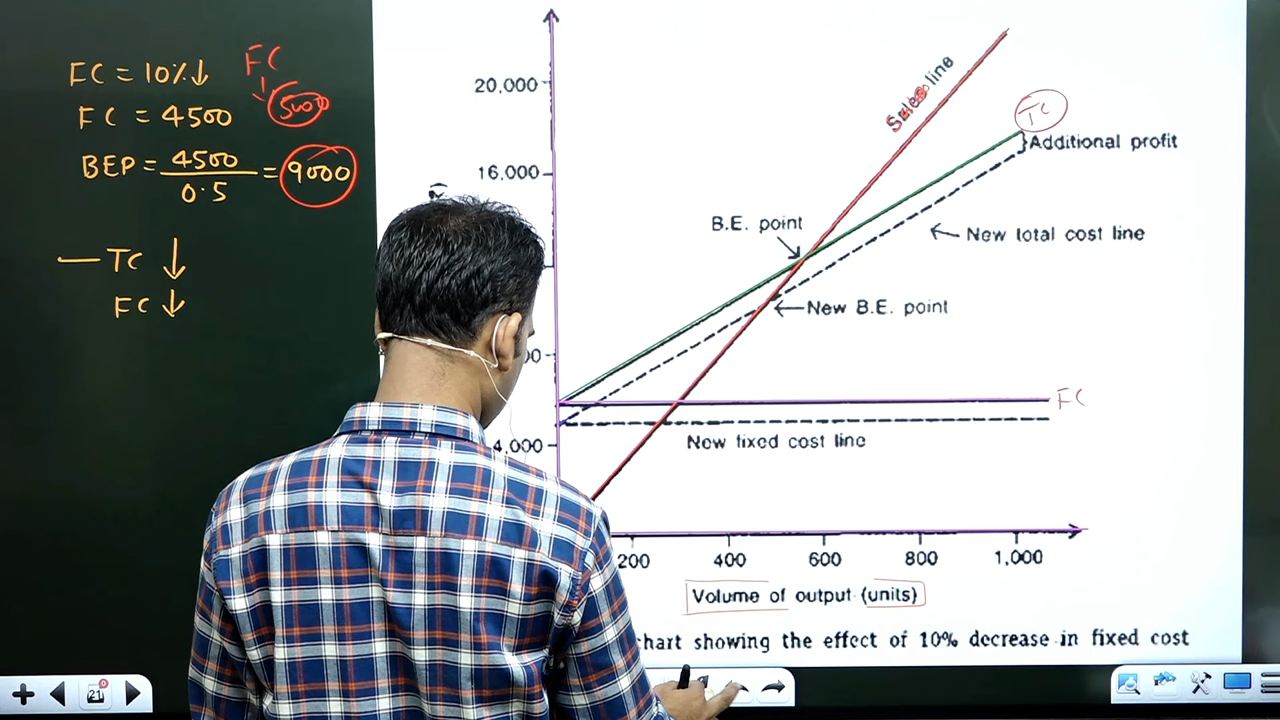 FC = 10% ↓
FC
FC = 4500
5000
BEP = 4500 / 0.5 = 9000
— TC ↓
FC ↓
20,000
16,000
4,000
Sales line
TC
Additional profit
B.E. point
New total cost line
New B.E. point
FC
New fixed cost line
200 400 600 800 1,000
Volume of output (units)
chart showing the effect of 10% decrease in fixed cost
21